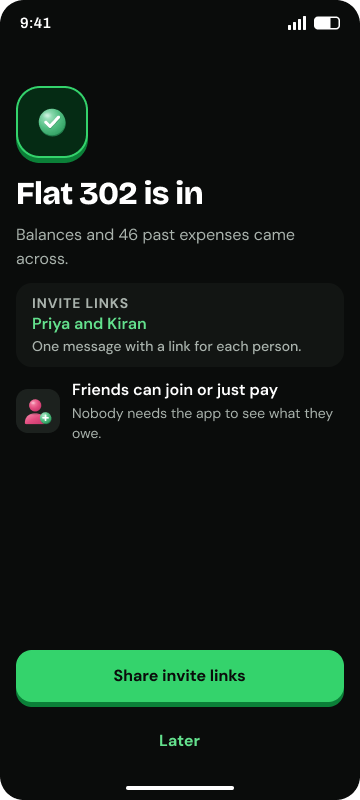 9:41
Flat 302 is in
Balances and 46 past expenses came
across.
INVITE LINKS
Priya and Kiran
One message with a link for each person.
Friends can join or just pay
Nobody needs the app to see what they
owe.
Share invite links
Later